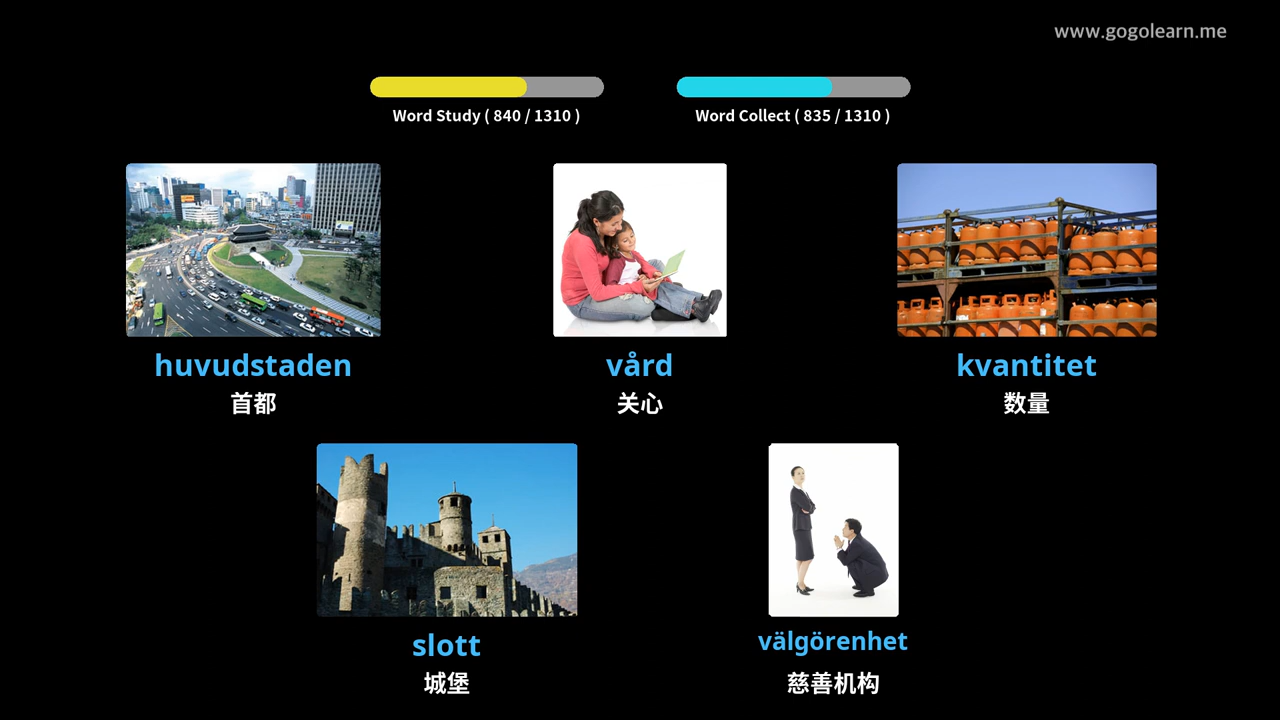 www.gogolearn.me
Word Study ( 840 / 1310 )
Word Collect ( 835 / 1310 )
huvudstaden
首都
vård
关心
kvantitet
数量
slott
城堡
välgörenhet
慈善机构